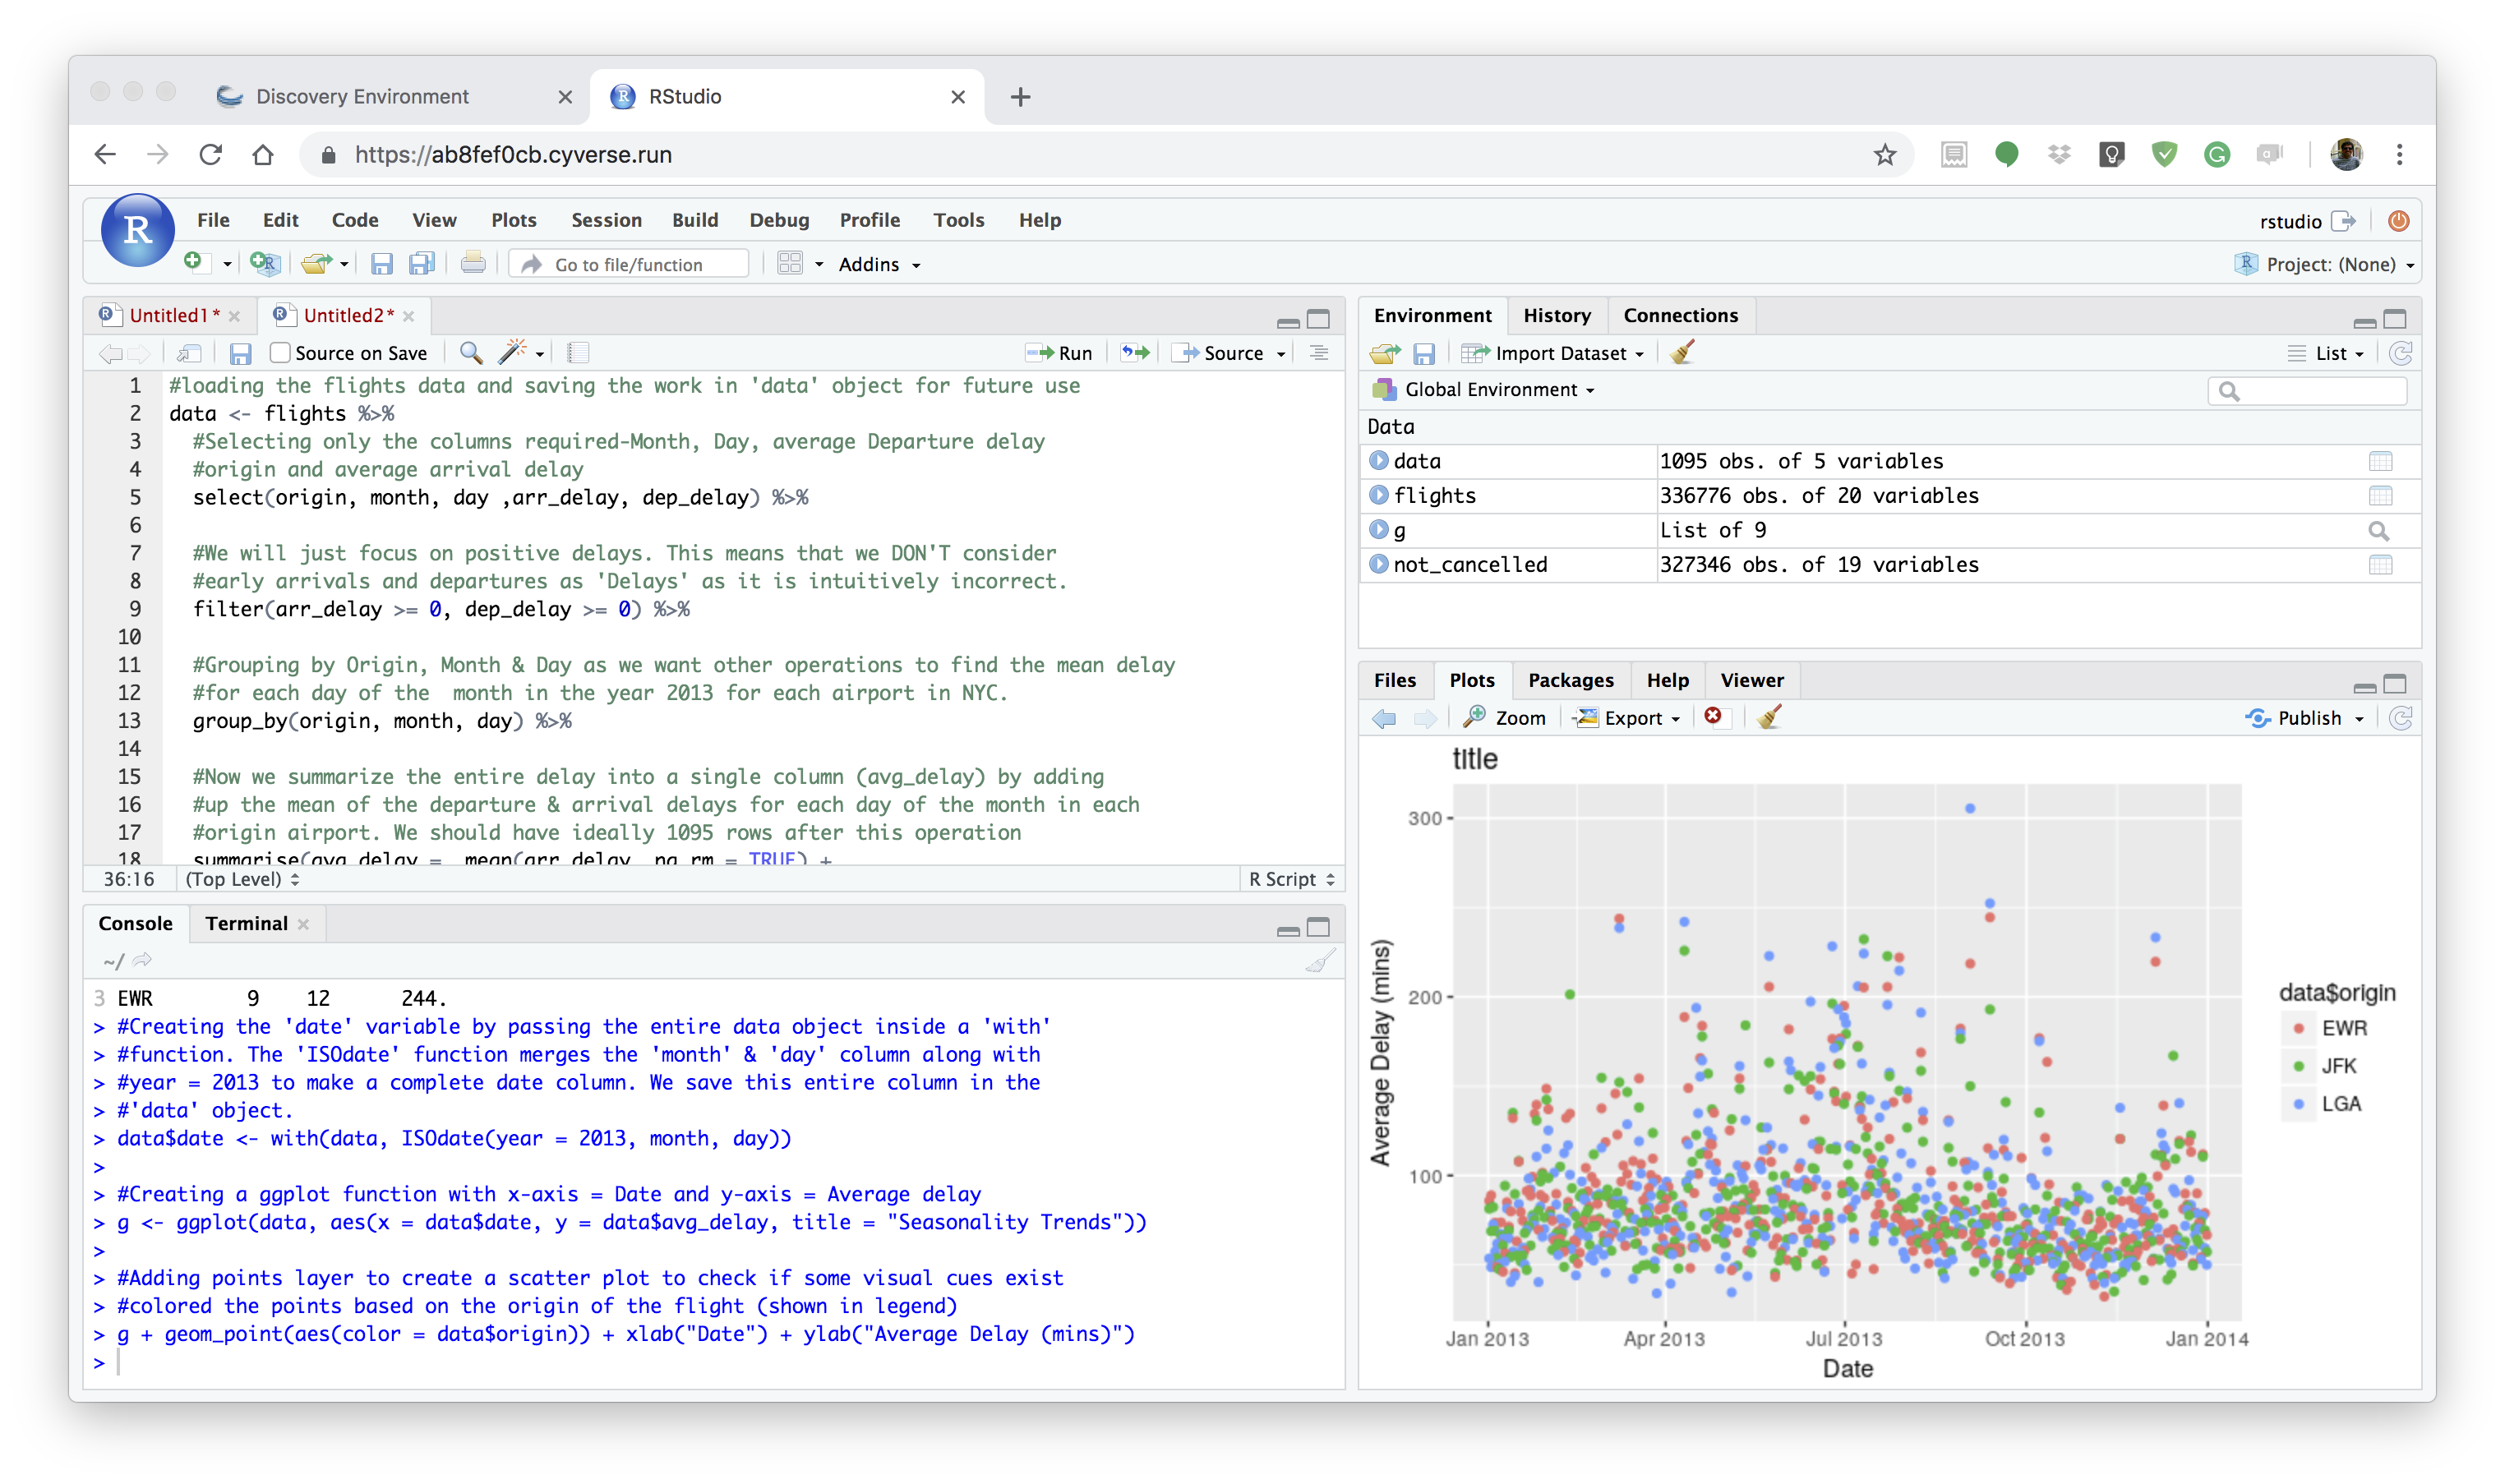 Discovery Environment
RStudio
https://ab8fef0cb.cyverse.run
R File Edit Code View Plots Session Build Debug Profile Tools Help
rstudio
Go to file/function
Addins
Project: (None)
Untitled1*
Untitled2*
Source on Save
Run
Source
1 #loading the flights data and saving the work in 'data' object for future use
2 data <- flights %>%
3 #Selecting only the columns required-Month, Day, average Departure delay
4 #origin and average arrival delay
5 select(origin, month, day ,arr_delay, dep_delay) %>%
6
7 #We will just focus on positive delays. This means that we DON'T consider
8 #early arrivals and departures as 'Delays' as it is intuitively incorrect.
9 filter(arr_delay >= 0, dep_delay >= 0) %>%
10
11 #Grouping by Origin, Month & Day as we want other operations to find the mean delay
12 #for each day of the  month in the year 2013 for each airport in NYC.
13 group_by(origin, month, day) %>%
14
15 #Now we summarize the entire delay into a single column (avg_delay) by adding
16 #up the mean of the departure & arrival delays for each day of the month in each
17 #origin airport. We should have ideally 1095 rows after this operation
18 summarise(avg_delay =  mean(arr_delay, na.rm = TRUE) +
36:16 (Top Level)
R Script
Console
Terminal
~/
3 EWR 9 12 244.
> #Creating the 'date' variable by passing the entire data object inside a 'with'
> #function. The 'ISOdate' function merges the 'month' & 'day' column along with
> #year = 2013 to make a complete date column. We save this entire column in the
> #'data' object.
> data$date <- with(data, ISOdate(year = 2013, month, day))
>
> #Creating a ggplot function with x-axis = Date and y-axis = Average delay
> g <- ggplot(data, aes(x = data$date, y = data$avg_delay, title = "Seasonality Trends"))
>
> #Adding points layer to create a scatter plot to check if some visual cues exist
> #colored the points based on the origin of the flight (shown in legend)
> g + geom_point(aes(color = data$origin)) + xlab("Date") + ylab("Average Delay (mins)")
>
Environment
History
Connections
Import Dataset
List
Global Environment
Data
data 1095 obs. of 5 variables
flights 336776 obs. of 20 variables
g List of 9
not_cancelled 327346 obs. of 19 variables
Files
Plots
Packages
Help
Viewer
Zoom
Export
Publish
title
300
200
100
Average Delay (mins)
Jan 2013
Apr 2013
Jul 2013
Oct 2013
Jan 2014
Date
data$origin
EWR
JFK
LGA